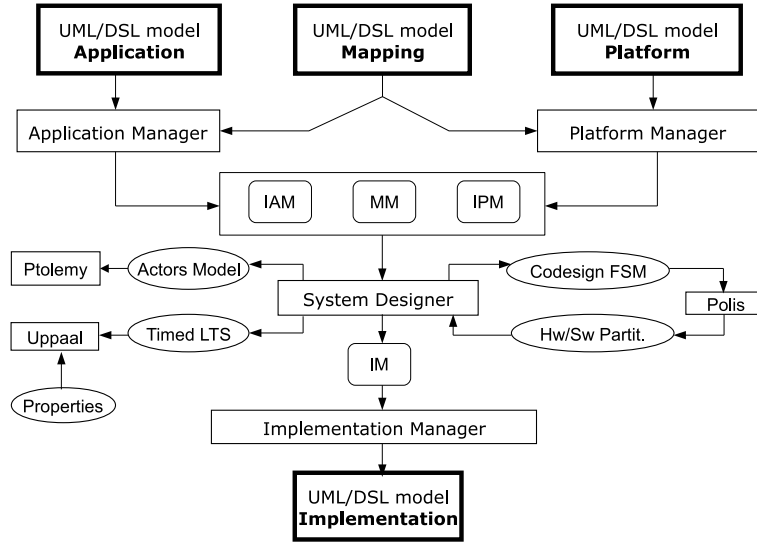 UML/DSL model
Application
UML/DSL model
Mapping
UML/DSL model
Platform
Application Manager
Platform Manager
IAM
MM
IPM
Ptolemy
Actors Model
Codesign FSM
System Designer
Polis
Uppaal
Timed LTS
Hw/Sw Partit.
IM
Properties
Implementation Manager
UML/DSL model
Implementation